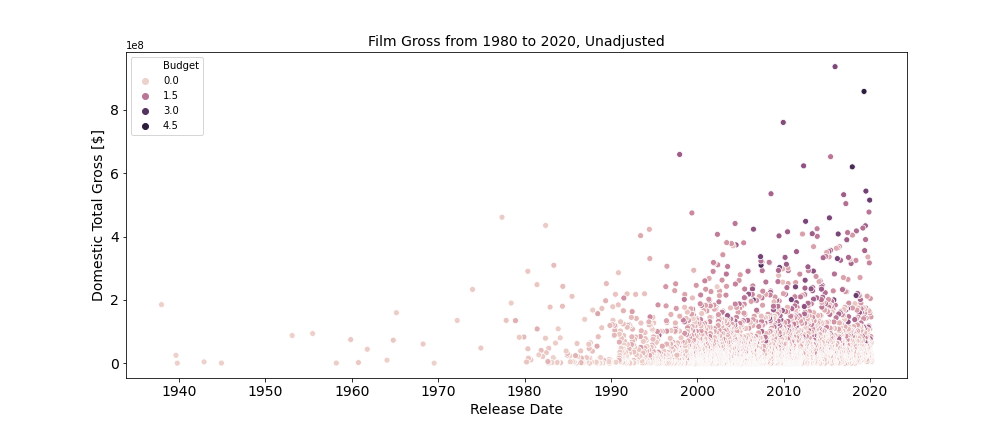 Film Gross from 1980 to 2020, Unadjusted
1e8
Budget
0.0
1.5
3.0
4.5
8
6
4
2
0
Domestic Total Gross [$]
1940 1950 1960 1970 1980 1990 2000 2010 2020
Release Date